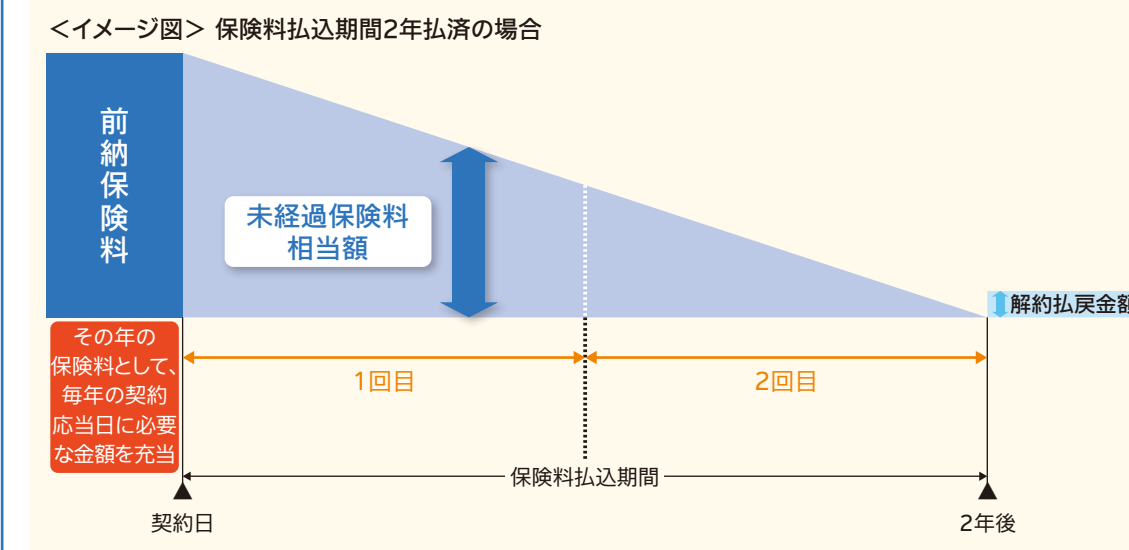 ＜イメージ図＞ 保険料払込期間2年払済の場合
前納保険料
未経過保険料
相当額
解約払戻金額
その年の
保険料として、
毎年の契約
応当日に必要
な金額を充当
1回目
2回目
保険料払込期間
契約日
2年後